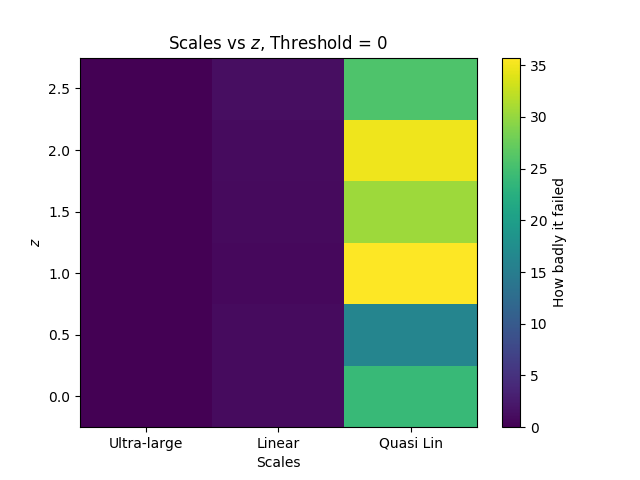 Scales vs z, Threshold = 0
2.5
2.0
1.5
1.0
0.5
0.0
z
Ultra-large Linear Quasi Lin
Scales
35
30
25
20
15
10
5
0
How badly it failed